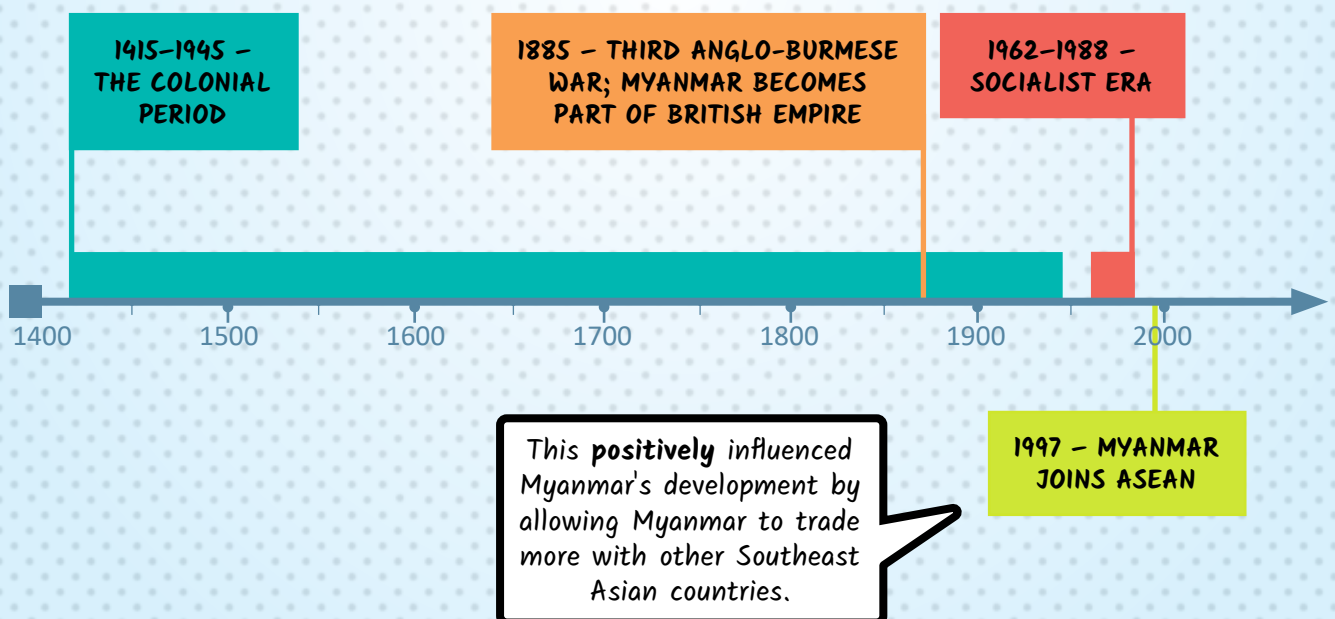 1415–1945 –
THE COLONIAL
PERIOD
1885 – THIRD ANGLO-BURMESE
WAR; MYANMAR BECOMES
PART OF BRITISH EMPIRE
1962–1988 –
SOCIALIST ERA
1400 1500 1600 1700 1800 1900 2000
This positively influenced
Myanmar's development by
allowing Myanmar to trade
more with other Southeast
Asian countries.
1997 – MYANMAR
JOINS ASEAN